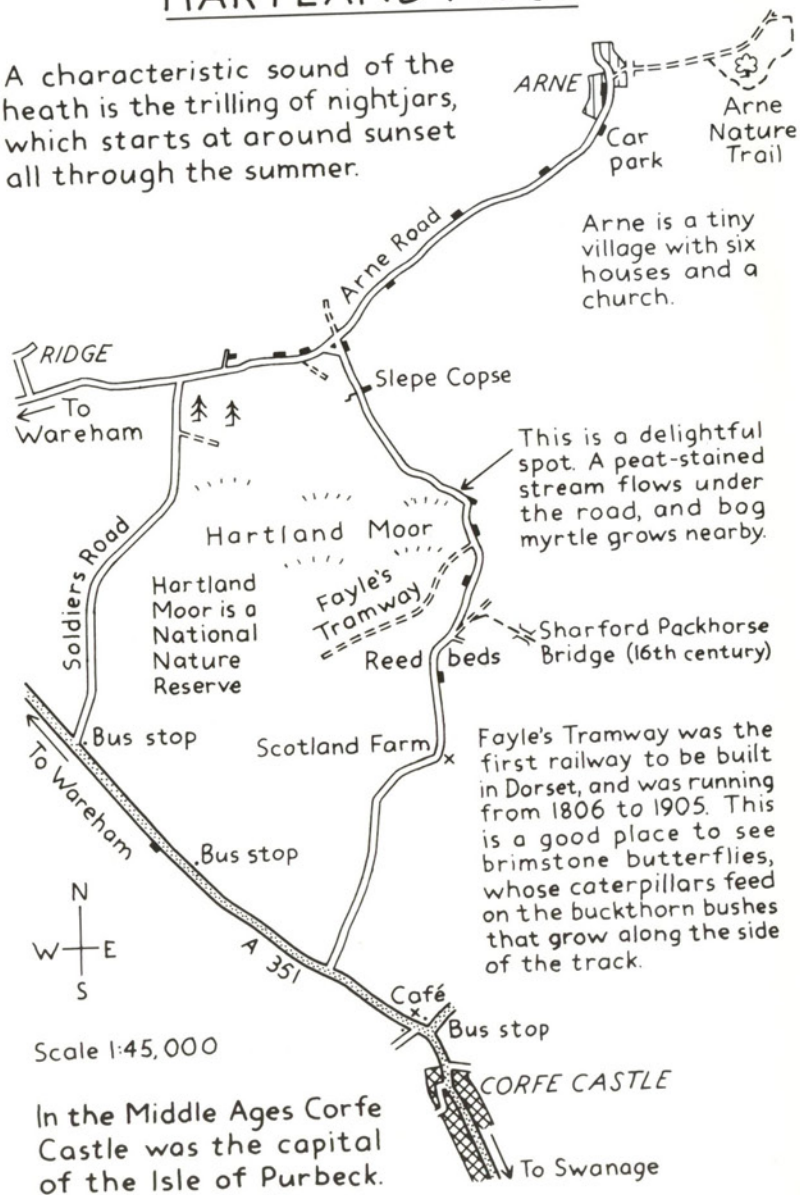 A characteristic sound of the
heath is the trilling of nightjars,
which starts at around sunset
all through the summer.
ARNE
Arne
Nature
Trail
Car
park
Arne is a tiny
village with six
houses and a
church.
Arne Road
RIDGE
To
Wareham
Slepe Copse
This is a delightful
spot. A peat-stained
stream flows under
the road, and bog
myrtle grows nearby.
Hartland Moor
Soldiers Road
Hartland
Moor is a
National
Nature
Reserve
Fayle's
Tramway
Reed beds
Sharford Packhorse
Bridge (16th century)
Bus stop
To Wareham
Scotland Farm
Fayle's Tramway was the
first railway to be built
in Dorset, and was running
from 1806 to 1905. This
is a good place to see
brimstone butterflies,
whose caterpillars feed
on the buckthorn bushes
that grow along the side
of the track.
Bus stop
N
W E
S
A 351
Café
Bus stop
Scale 1:45,000
CORFE CASTLE
In the Middle Ages Corfe
Castle was the capital
of the Isle of Purbeck.
To Swanage